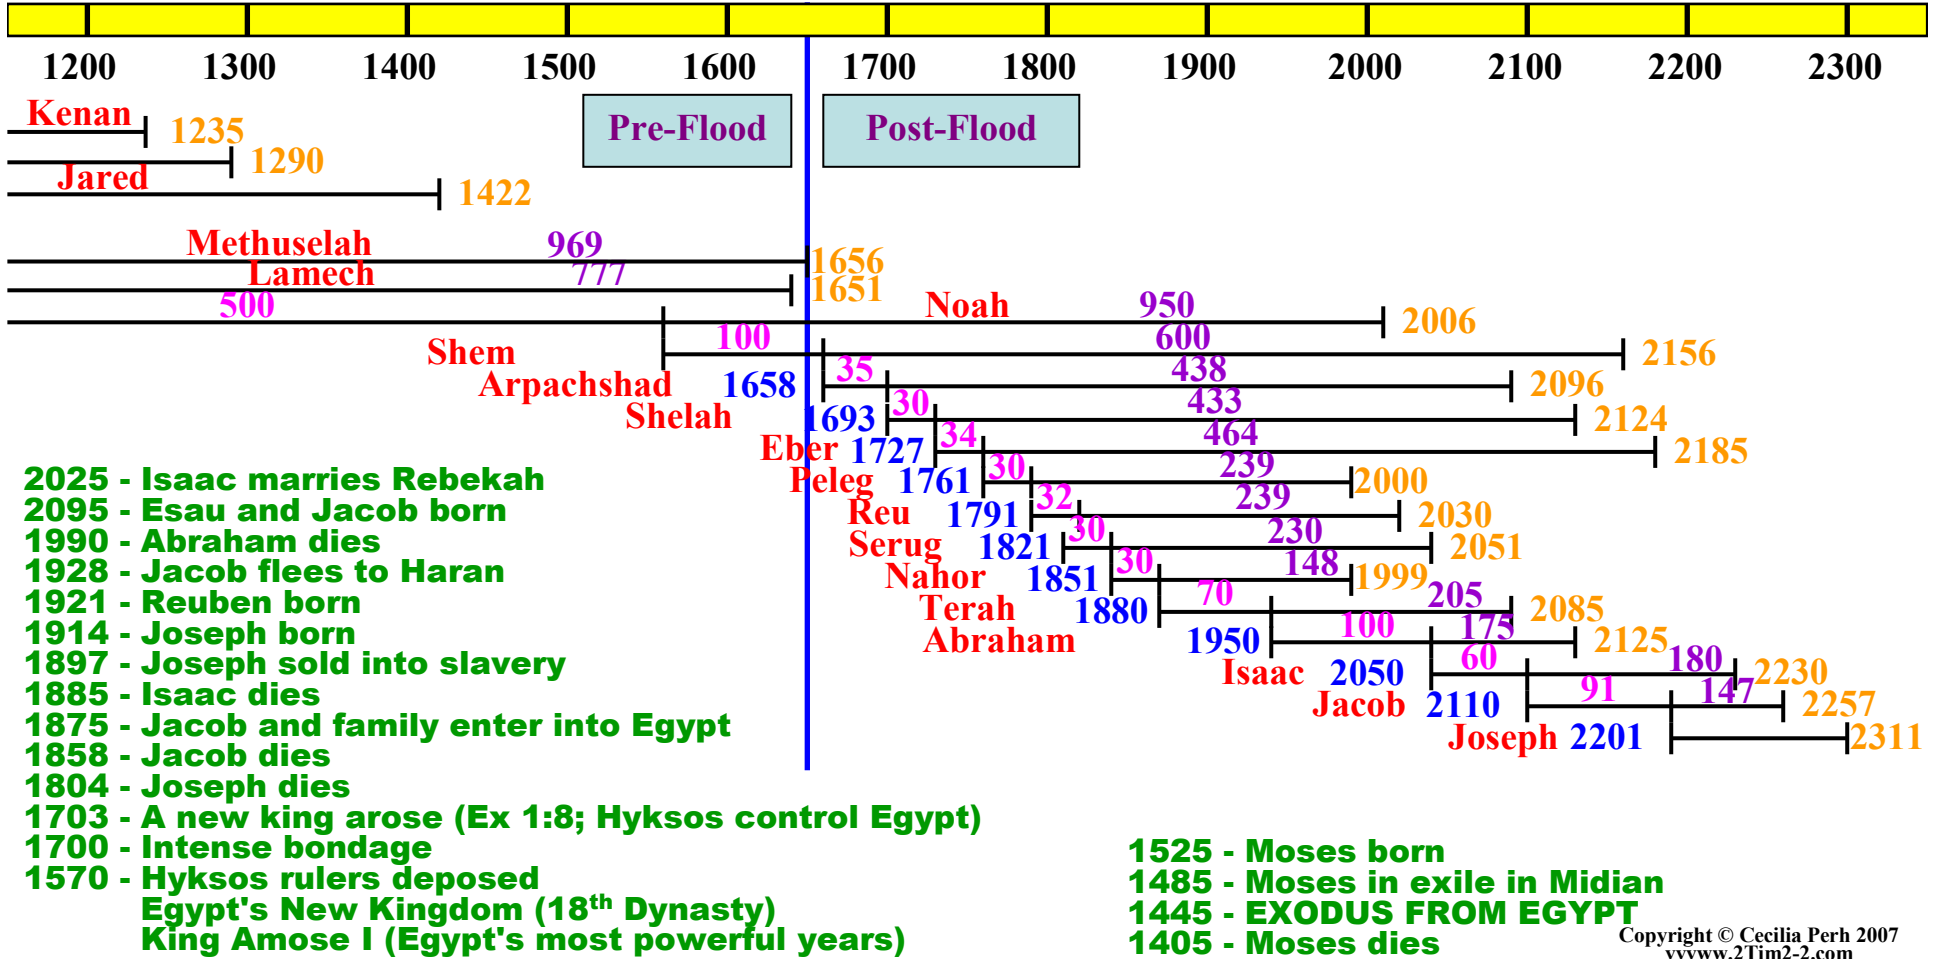 1200 1300 1400 1500 1600 1700 1800 1900 2000 2100 2200 2300
Pre-Flood Post-Flood
Kenan 1235
1290
Jared 1422
Methuselah 969 1656
Lamech 777 1651
500 Noah 950 2006
Shem 100 600 2156
Arpachshad 1658 35 438 2096
Shelah 1693 30 433 2124
Eber 1727 34 464 2185
Peleg 1761 30 239 2000
Reu 1791 32 239 2030
Serug 1821 30 230 2051
Nahor 1851 30 148 1999
Terah 1880 70 205 2085
Abraham 1950 100 175 2125
Isaac 2050 60 180 2230
Jacob 2110 91 147 2257
Joseph 2201 2311
2025 - Isaac marries Rebekah
2095 - Esau and Jacob born
1990 - Abraham dies
1928 - Jacob flees to Haran
1921 - Reuben born
1914 - Joseph born
1897 - Joseph sold into slavery
1885 - Isaac dies
1875 - Jacob and family enter into Egypt
1858 - Jacob dies
1804 - Joseph dies
1703 - A new king arose (Ex 1:8; Hyksos control Egypt)
1700 - Intense bondage
1570 - Hyksos rulers deposed
Egypt's New Kingdom (18th Dynasty)
King Amose I (Egypt's most powerful years)
1525 - Moses born
1485 - Moses in exile in Midian
1445 - EXODUS FROM EGYPT
1405 - Moses dies
Copyright © Cecilia Perh 2007
vvvww.2Tim2-2.com